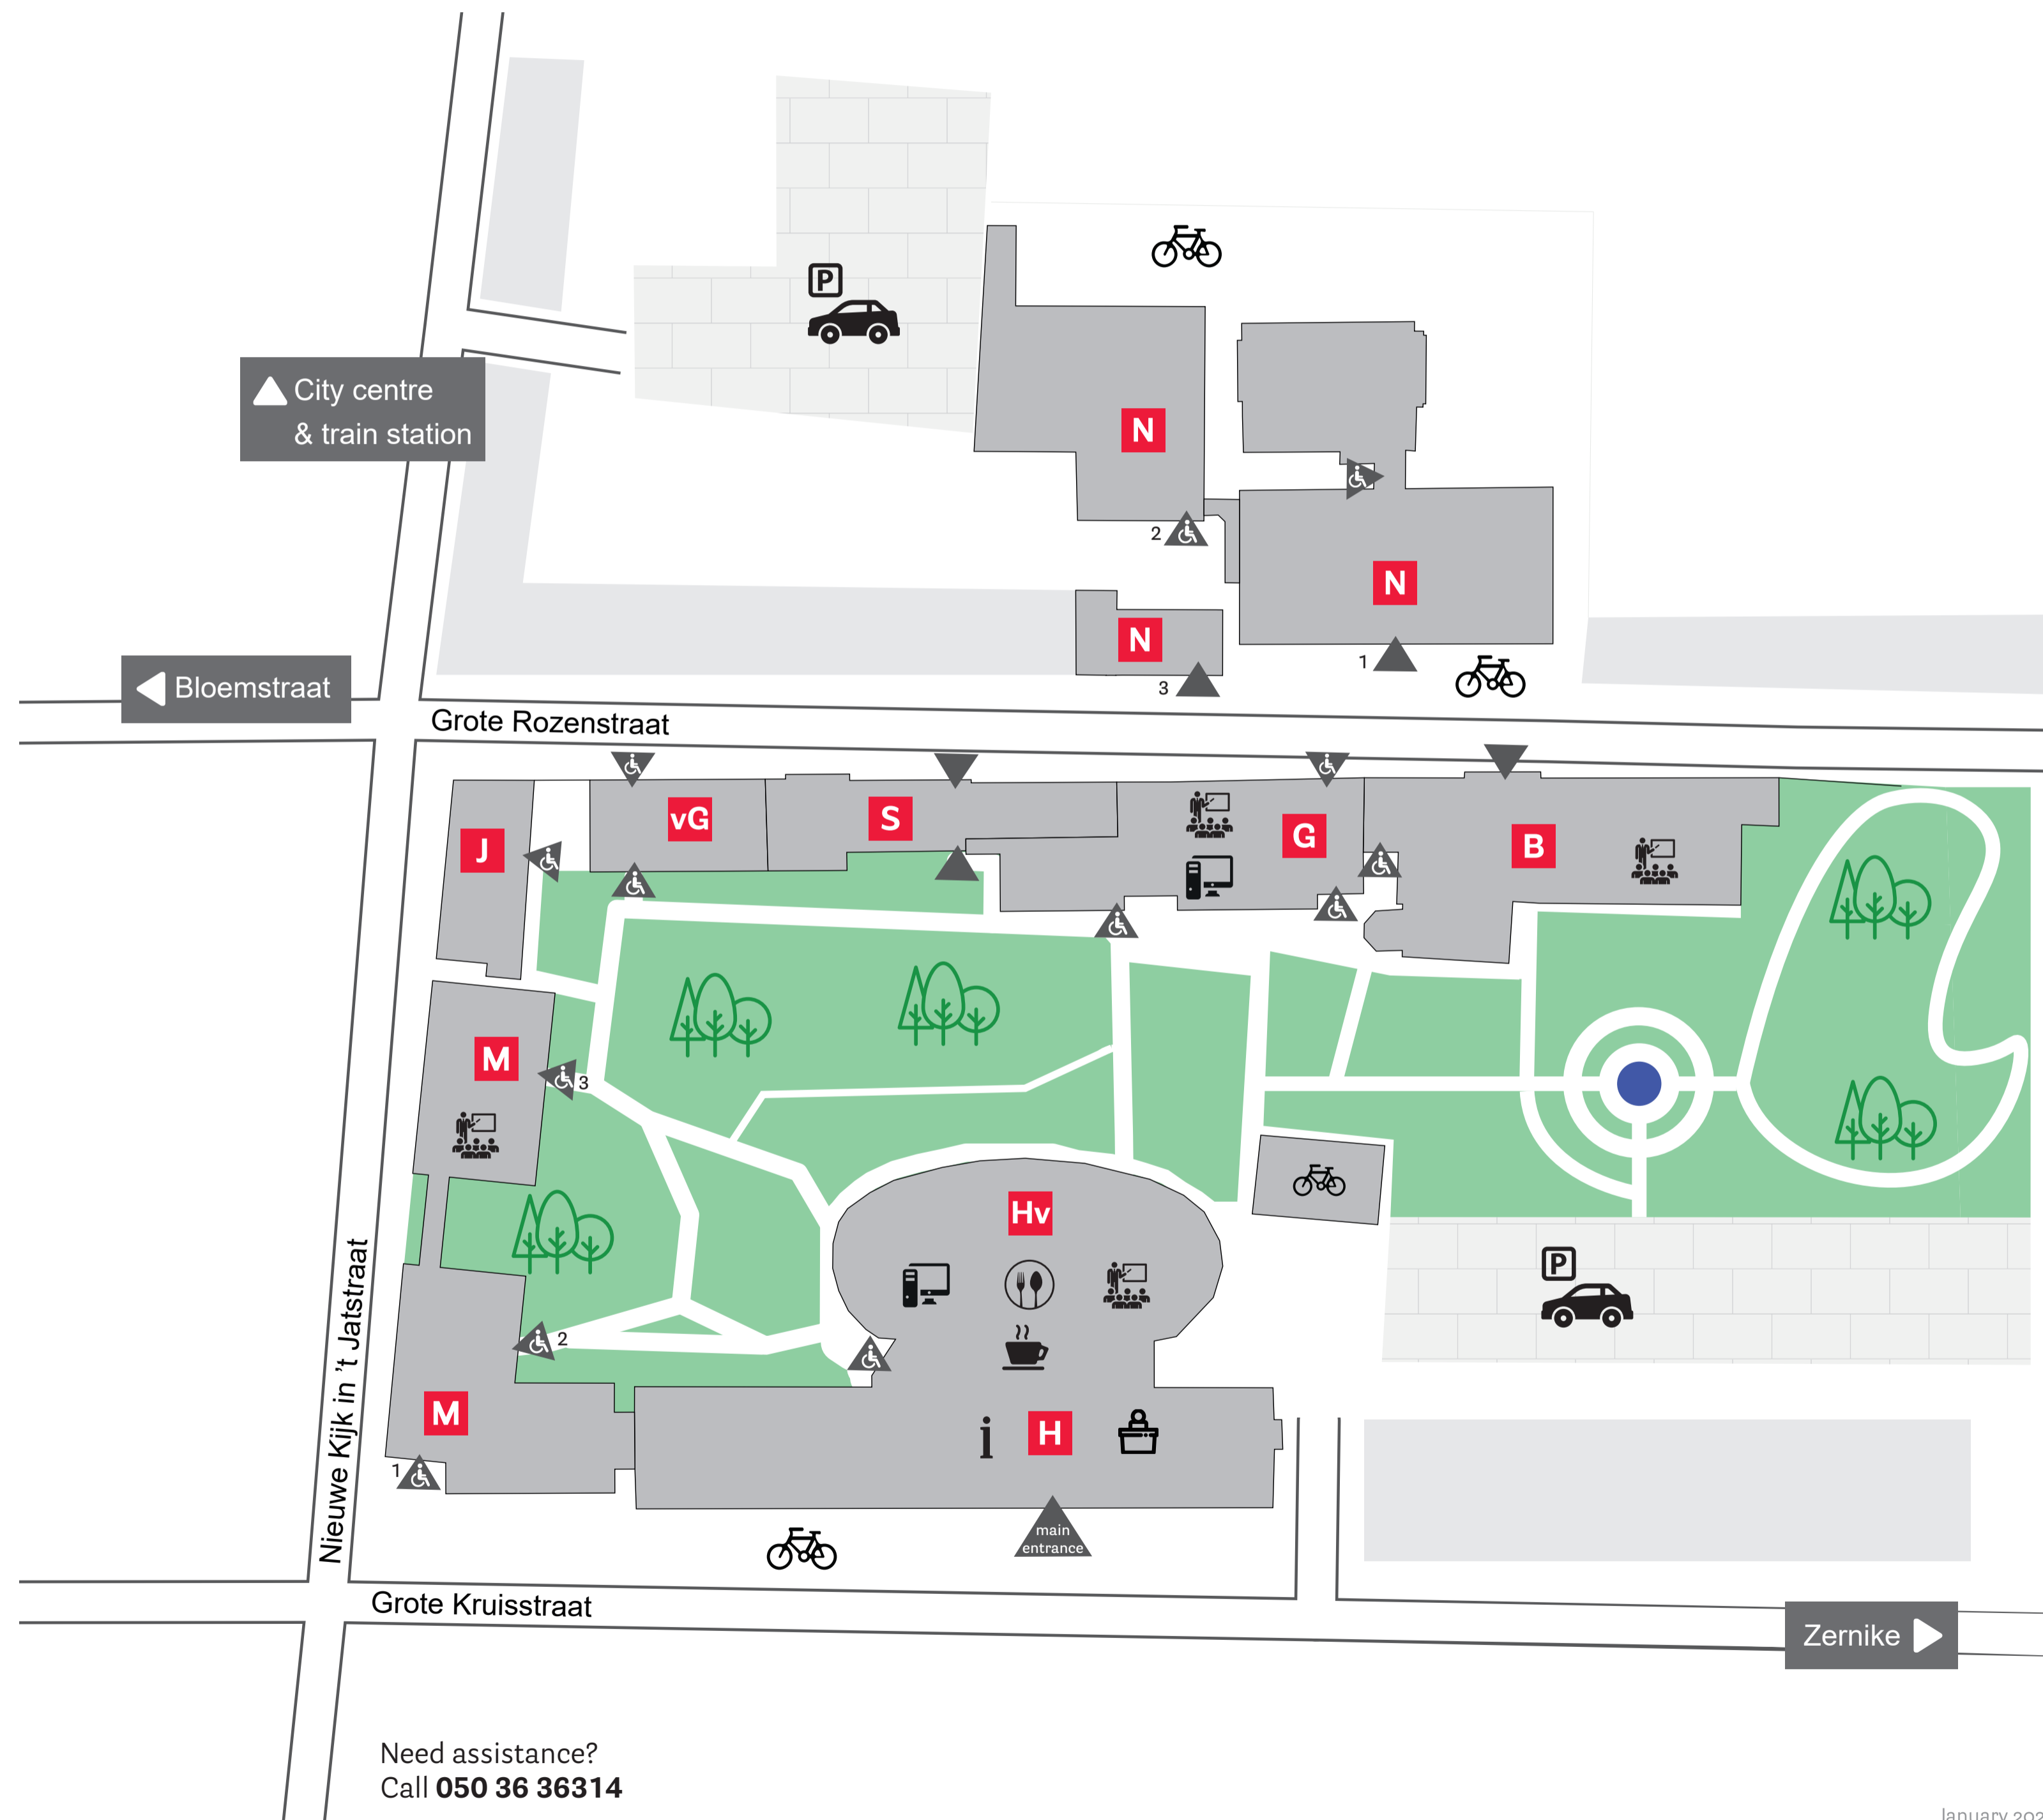 P
City centre
& train station
N
2
N
N
1
3
Bloemstraat
Grote Rozenstraat
vG
S
J
G
B
M
3
Hv
P
2
M
i
H
1
main
entrance
Nieuwe Kijk in 't Jatstraat
Grote Kruisstraat
Zernike
Need assistance?
Call 050 36 36314
January